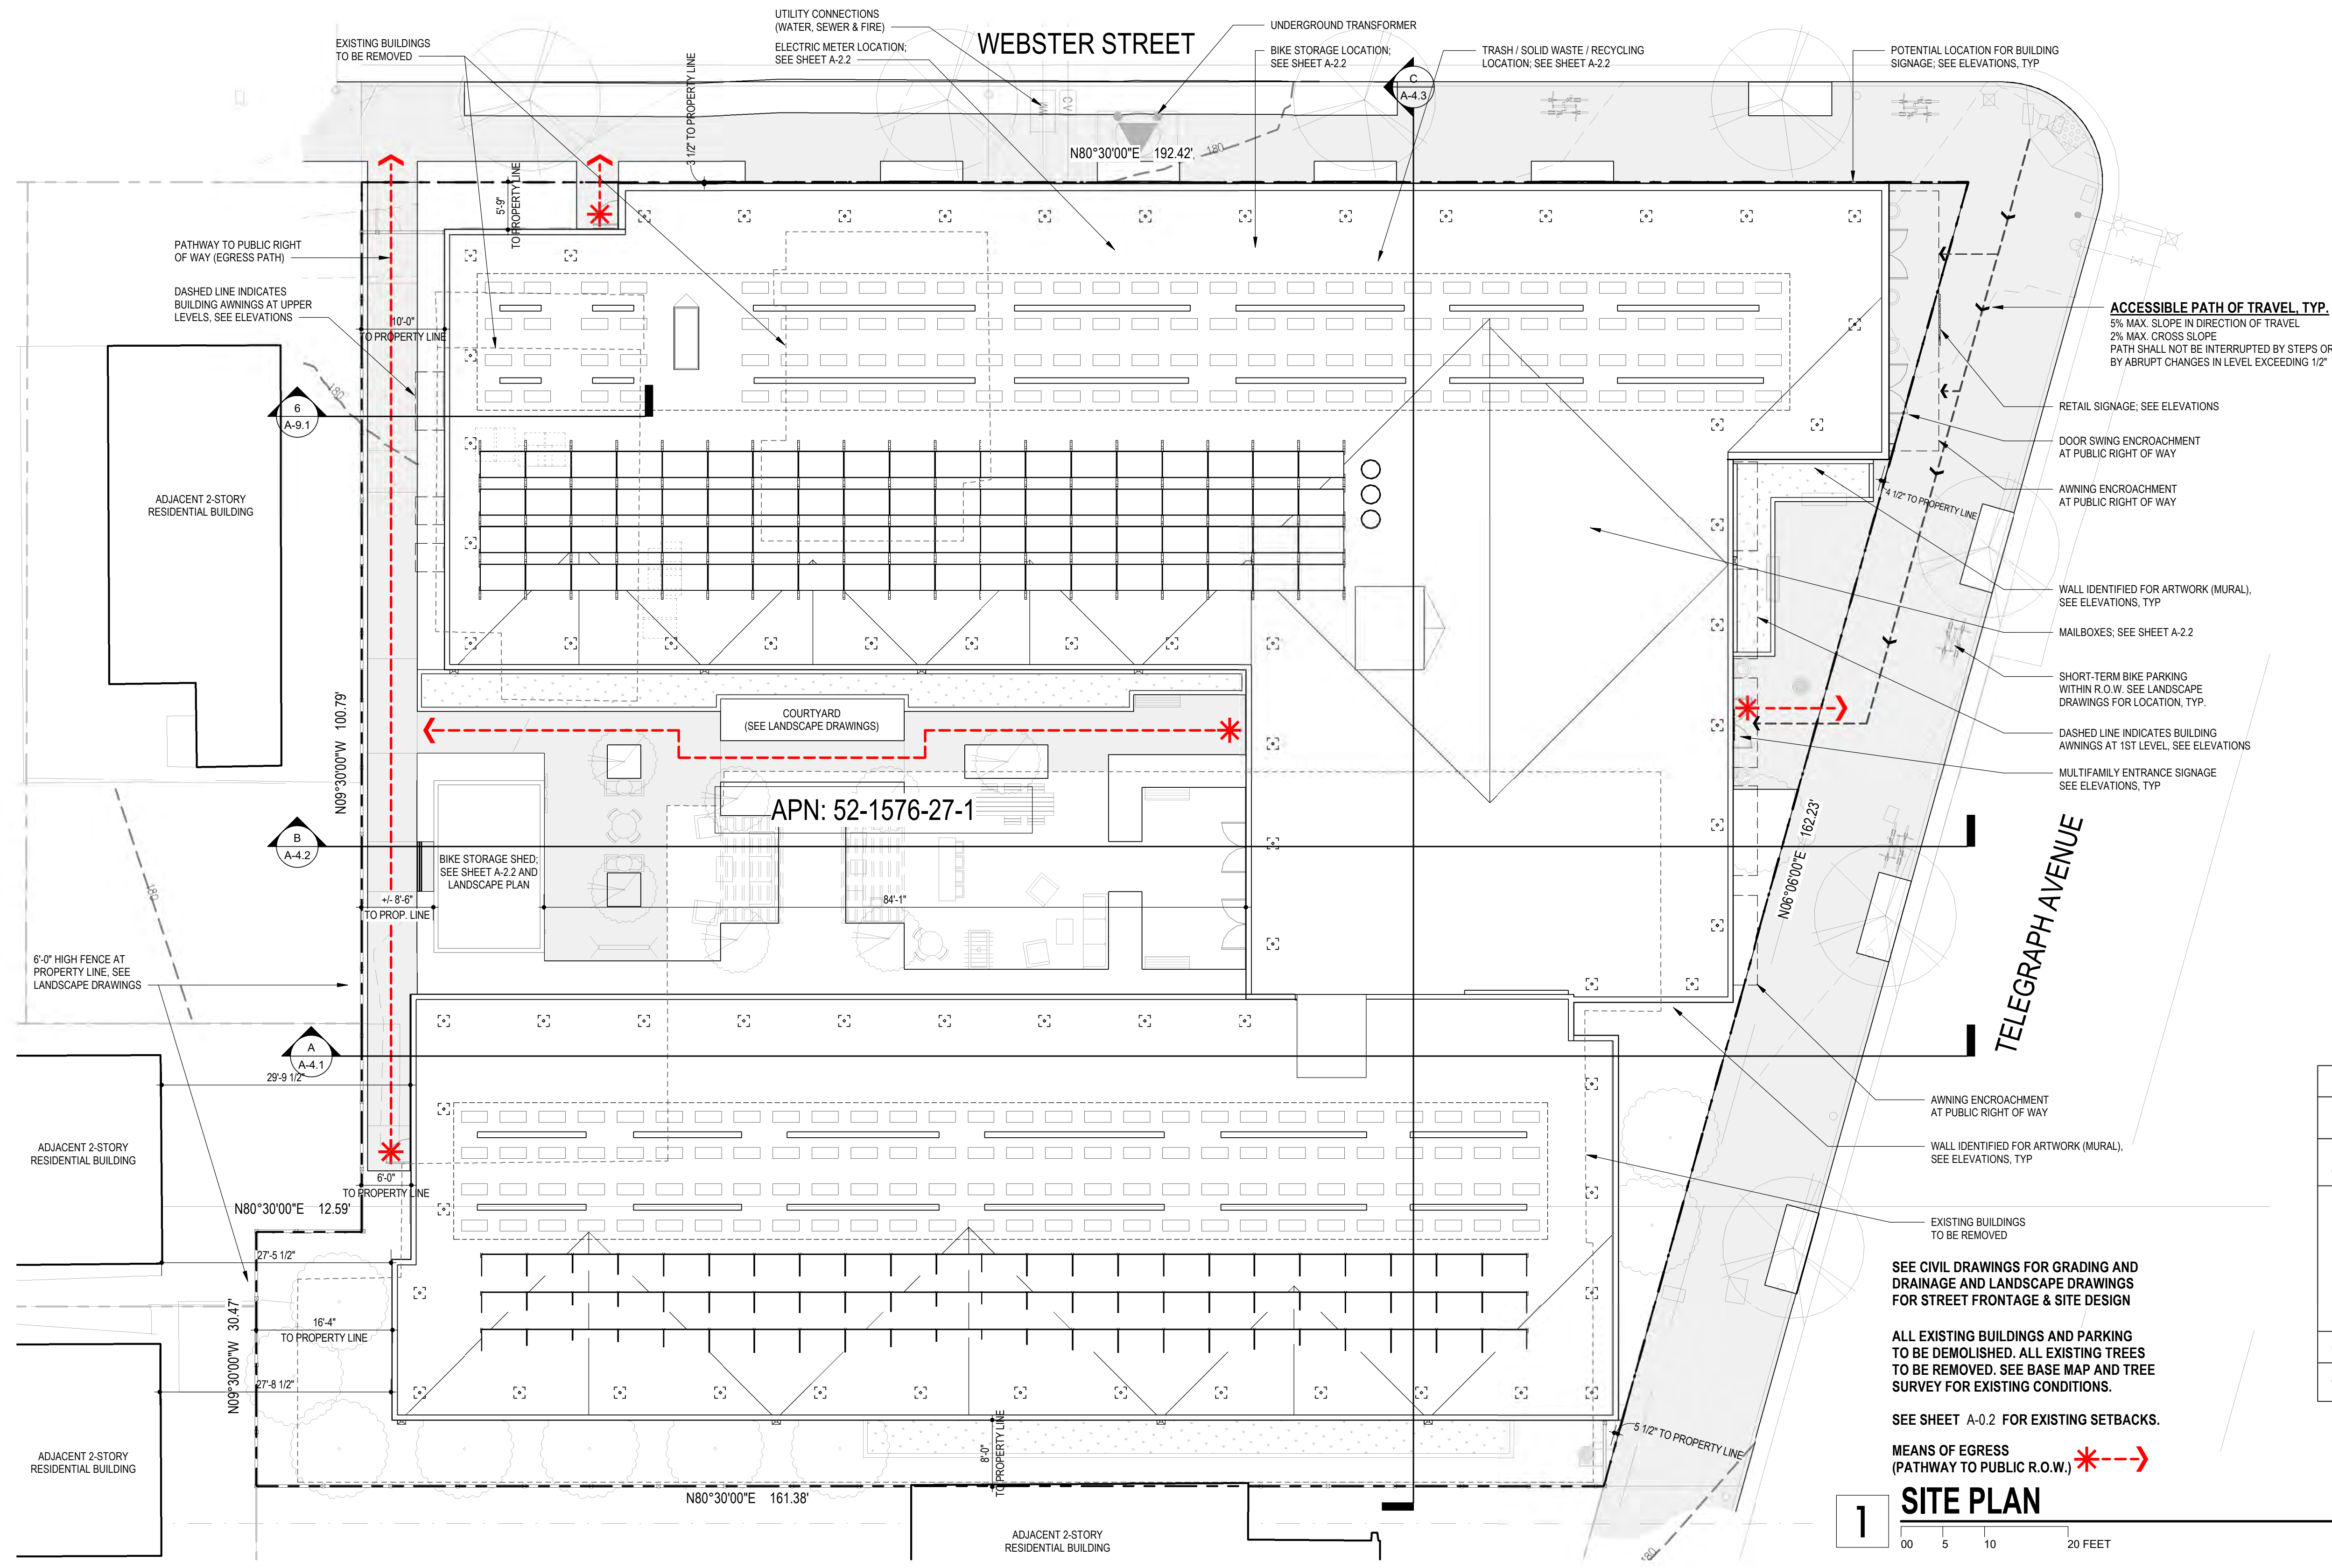 UTILITY CONNECTIONS
(WATER, SEWER & FIRE)
ELECTRIC METER LOCATION;
SEE SHEET A-2.2
WEBSTER STREET
UNDERGROUND TRANSFORMER
BIKE STORAGE LOCATION;
SEE SHEET A-2.2
TRASH / SOLID WASTE / RECYCLING
LOCATION; SEE SHEET A-2.2
POTENTIAL LOCATION FOR BUILDING
SIGNAGE; SEE ELEVATIONS, TYP
EXISTING BUILDINGS
TO BE REMOVED
C
A-4.3
WM
CV
3 1/2" TO PROPERTY LINE
N80°30'00"E 192.42'
180
5'-9"
TO PROPERTY LINE
PATHWAY TO PUBLIC RIGHT
OF WAY (EGRESS PATH)
DASHED LINE INDICATES
BUILDING AWNINGS AT UPPER
LEVELS, SEE ELEVATIONS
10'-0"
TO PROPERTY LINE
180
6
A-9.1
ADJACENT 2-STORY
RESIDENTIAL BUILDING
ACCESSIBLE PATH OF TRAVEL, TYP.
5% MAX. SLOPE IN DIRECTION OF TRAVEL
2% MAX. CROSS SLOPE
PATH SHALL NOT BE INTERRUPTED BY STEPS OR
BY ABRUPT CHANGES IN LEVEL EXCEEDING 1/2"
RETAIL SIGNAGE; SEE ELEVATIONS
DOOR SWING ENCROACHMENT
AT PUBLIC RIGHT OF WAY
AWNING ENCROACHMENT
AT PUBLIC RIGHT OF WAY
4 1/2" TO PROPERTY LINE
WALL IDENTIFIED FOR ARTWORK (MURAL),
SEE ELEVATIONS, TYP
MAILBOXES; SEE SHEET A-2.2
SHORT-TERM BIKE PARKING
WITHIN R.O.W. SEE LANDSCAPE
DRAWINGS FOR LOCATION, TYP.
DASHED LINE INDICATES BUILDING
AWNINGS AT 1ST LEVEL, SEE ELEVATIONS
MULTIFAMILY ENTRANCE SIGNAGE
SEE ELEVATIONS, TYP
N09°30'00"W 100.79'
COURTYARD
(SEE LANDSCAPE DRAWINGS)
APN: 52-1576-27-1
B
A-4.2
BIKE STORAGE SHED;
SEE SHEET A-2.2 AND
LANDSCAPE PLAN
+/- 8'-6"
TO PROP. LINE
84'-1"
N06°06'00"E 162.23'
TELEGRAPH AVENUE
180
6'-0" HIGH FENCE AT
PROPERTY LINE, SEE
LANDSCAPE DRAWINGS
A
A-4.1
29'-9 1/2"
AWNING ENCROACHMENT
AT PUBLIC RIGHT OF WAY
WALL IDENTIFIED FOR ARTWORK (MURAL),
SEE ELEVATIONS, TYP
EXISTING BUILDINGS
TO BE REMOVED
ADJACENT 2-STORY
RESIDENTIAL BUILDING
6'-0"
TO PROPERTY LINE
N80°30'00"E 12.59'
27'-5 1/2"
N09°30'00"W 30.47'
16'-4"
TO PROPERTY LINE
27'-8 1/2"
ADJACENT 2-STORY
RESIDENTIAL BUILDING
8'-0"
TO PROPERTY LINE
5 1/2" TO PROPERTY LINE
N80°30'00"E 161.38'
ADJACENT 2-STORY
RESIDENTIAL BUILDING
180
SEE CIVIL DRAWINGS FOR GRADING AND
DRAINAGE AND LANDSCAPE DRAWINGS
FOR STREET FRONTAGE & SITE DESIGN
ALL EXISTING BUILDINGS AND PARKING
TO BE DEMOLISHED. ALL EXISTING TREES
TO BE REMOVED. SEE BASE MAP AND TREE
SURVEY FOR EXISTING CONDITIONS.
SEE SHEET A-0.2 FOR EXISTING SETBACKS.
MEANS OF EGRESS
(PATHWAY TO PUBLIC R.O.W.)
1
SITE PLAN
00 5 10 20 FEET